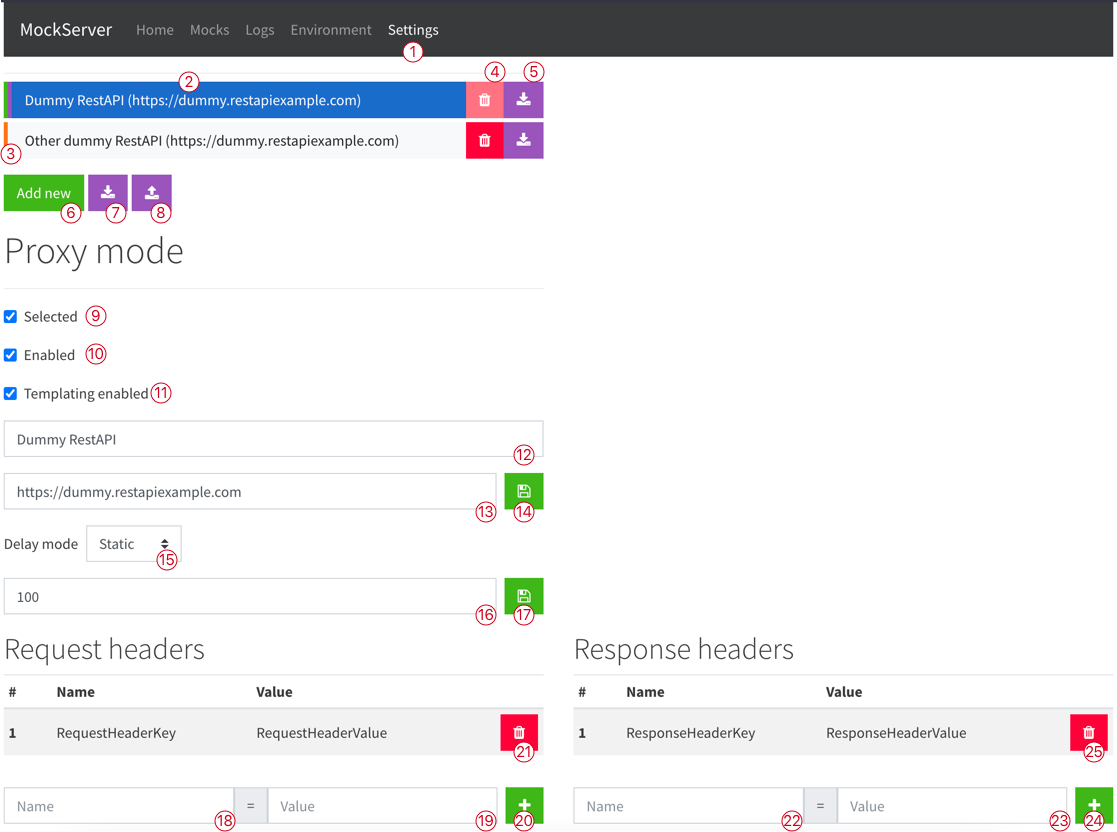 MockServer Home Mocks Logs Environment Settings
1
2 4 5
Dummy RestAPI (https://dummy.restapiexample.com)
Other dummy RestAPI (https://dummy.restapiexample.com)
3
Add new
6 7 8
Proxy mode
Selected 9
Enabled 10
Templating enabled 11
Dummy RestAPI
12
https://dummy.restapiexample.com
13 14
Delay mode Static
15
100
16 17
Request headers
# Name Value
1 RequestHeaderKey RequestHeaderValue
21
Name = Value
18 19 20
Response headers
# Name Value
1 ResponseHeaderKey ResponseHeaderValue
25
Name = Value
22 23 24